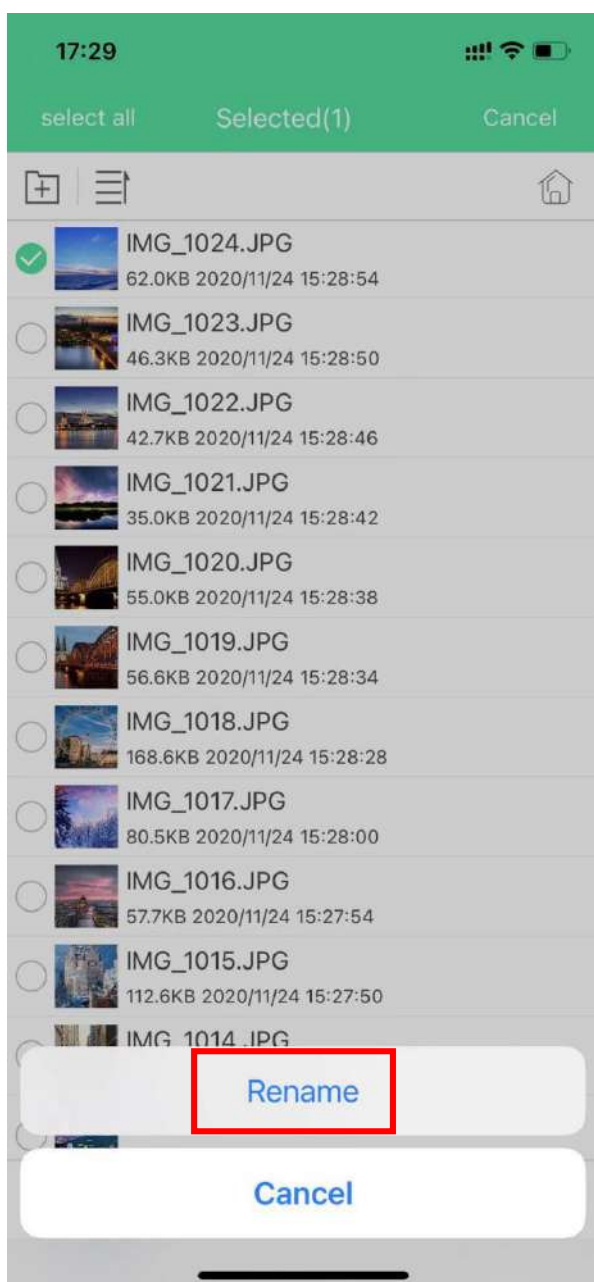 17:29
select all Selected(1) Cancel
IMG_1024.JPG
62.0KB 2020/11/24 15:28:54
IMG_1023.JPG
46.3KB 2020/11/24 15:28:50
IMG_1022.JPG
42.7KB 2020/11/24 15:28:46
IMG_1021.JPG
35.0KB 2020/11/24 15:28:42
IMG_1020.JPG
55.0KB 2020/11/24 15:28:38
IMG_1019.JPG
56.6KB 2020/11/24 15:28:34
IMG_1018.JPG
168.6KB 2020/11/24 15:28:28
IMG_1017.JPG
80.5KB 2020/11/24 15:28:00
IMG_1016.JPG
57.7KB 2020/11/24 15:27:54
IMG_1015.JPG
112.6KB 2020/11/24 15:27:50
IMG_1014.JPG
Rename
Cancel